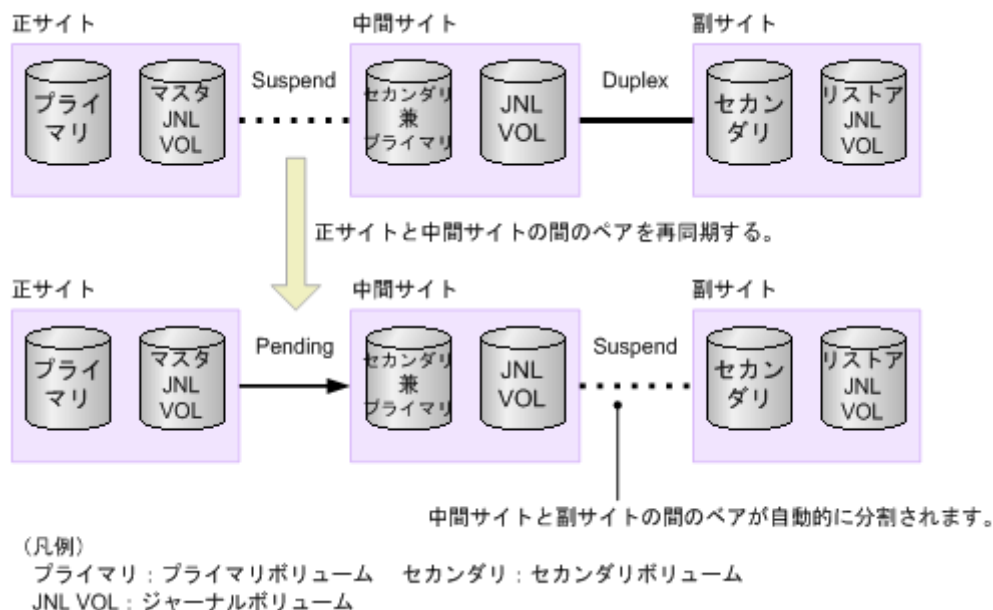 正サイト
中間サイト
副サイト
プライ
マリ
マスタ
JNL
VOL
Suspend
セカンダリ
兼
プライマリ
JNL
VOL
Duplex
セカン
ダリ
リストア
JNL
VOL
正サイトと中間サイトの間のペアを再同期する。
正サイト
中間サイト
副サイト
プライ
マリ
マスタ
JNL
VOL
Pending
セカンダリ
兼
プライマリ
JNL
VOL
Suspend
セカン
ダリ
リストア
JNL
VOL
中間サイトと副サイトの間のペアが自動的に分割されます。
（凡例）
プライマリ：プライマリボリューム　セカンダリ：セカンダリボリューム
JNL VOL：ジャーナルボリューム